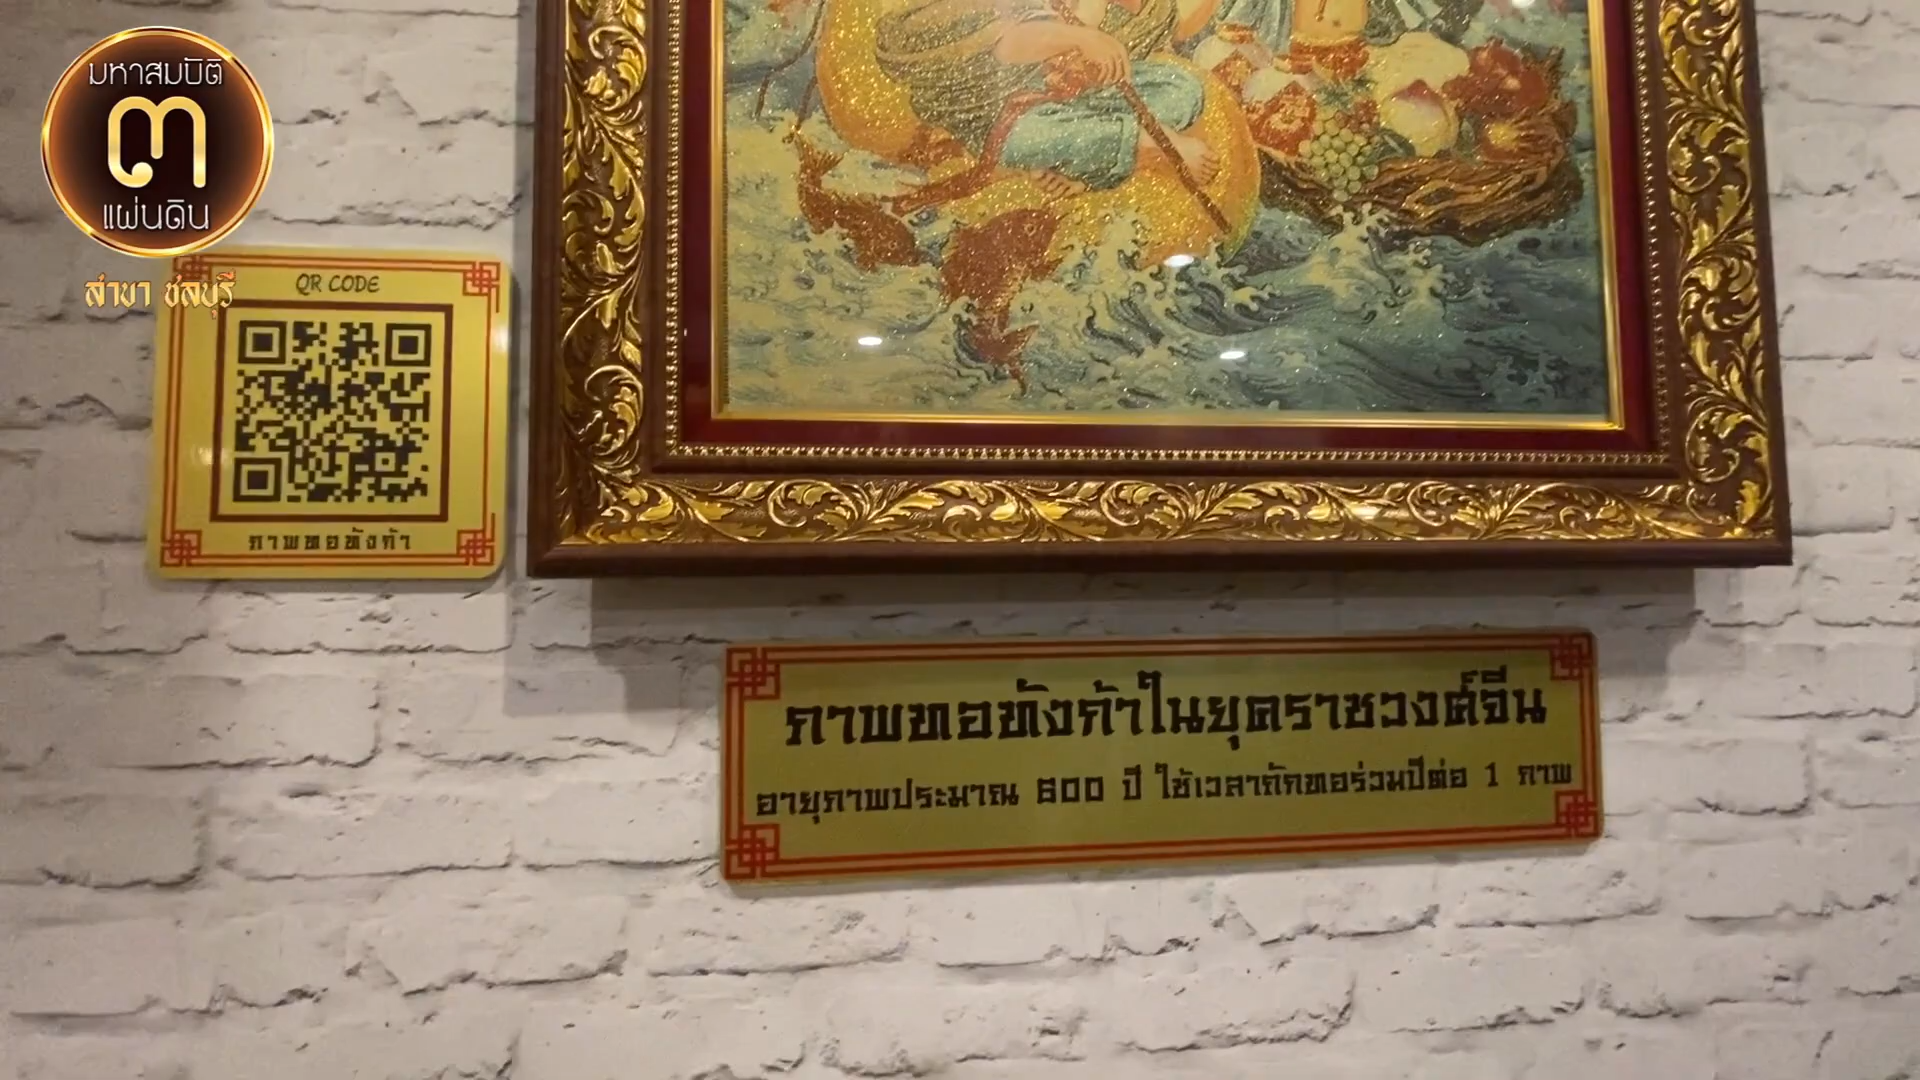 มหาสมบัติ
๓
แผ่นดิน
สาขา ชลบุรี
QR CODE
ภาพทอทังก้า
ภาพทอทังก้าในยุคราชวงศ์จีน
อายุภาพประมาณ 600 ปี ใช้เวลาถักทอร่วมปีต่อ 1 ภาพ